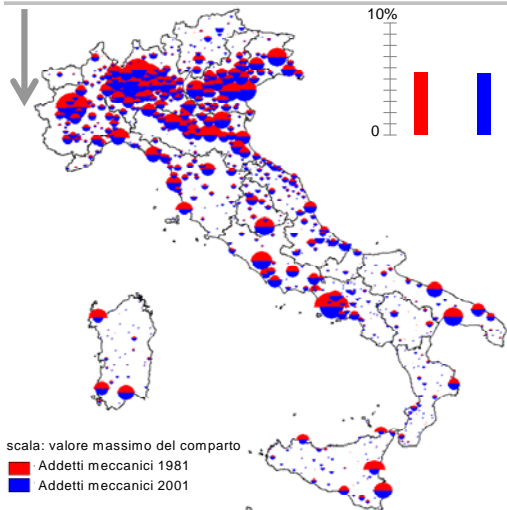 10%
0
scala: valore massimo del comparto
Addetti meccanici 1981
Addetti meccanici 2001